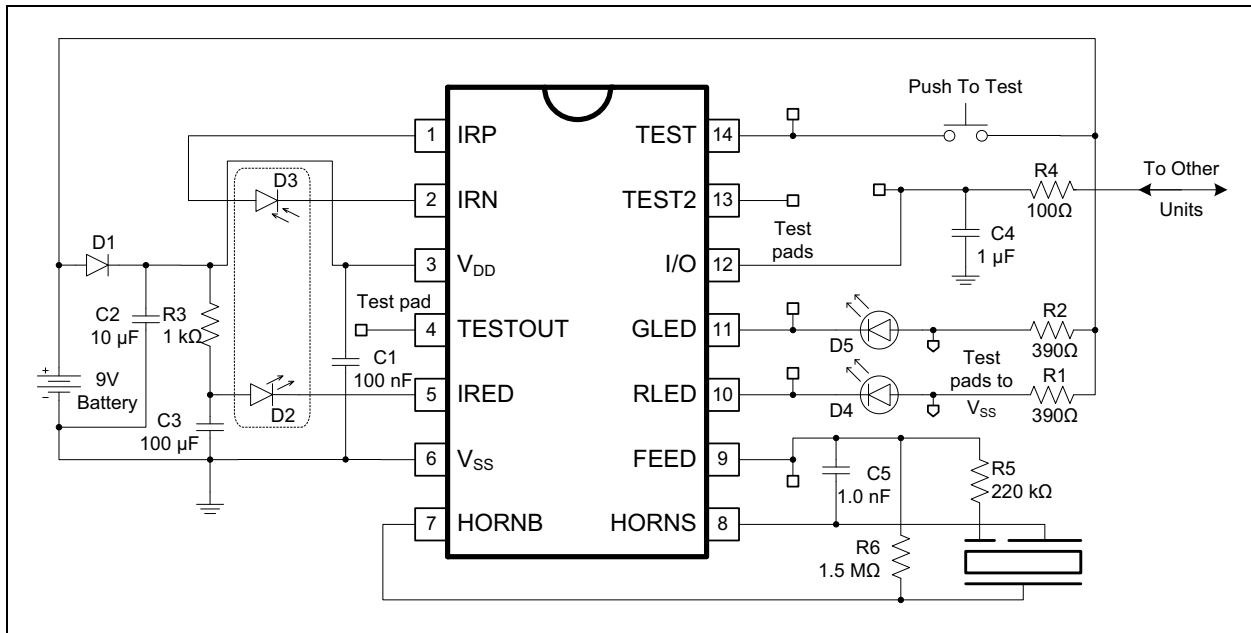 Push To Test
1 IRP TEST 14
D3
2 IRN TEST2 13
R4
100Ω
To Other
Units
D1
3 VDD I/O 12
Test
pads
C4
1 µF
C2
10 µF
R3
1 kΩ
Test pad
4 TESTOUT GLED 11
D5
R2
390Ω
C1
100 nF
+
-
9V
Battery
D2
5 IRED RLED 10
D4
Test
pads to
VSS
R1
390Ω
C3
100 µF
6 VSS FEED 9
C5
1.0 nF
R5
220 kΩ
7 HORNB HORNS 8
R6
1.5 MΩ